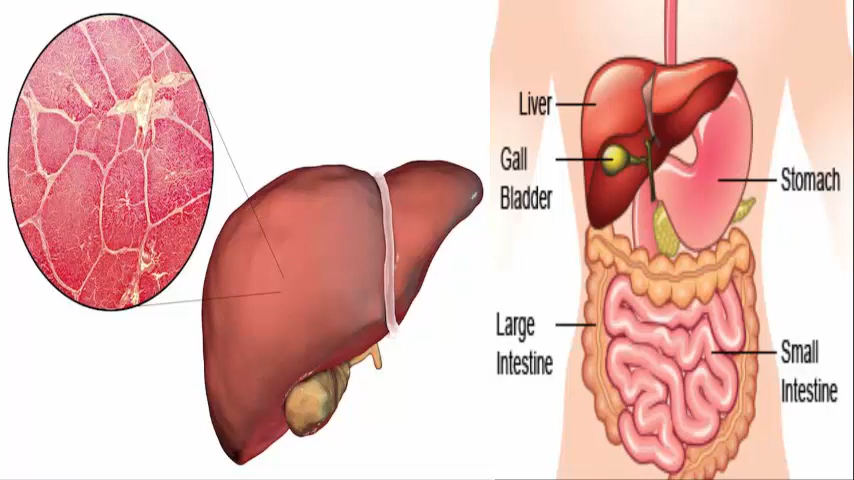 Liver
Gall
Bladder
Stomach
Large
Intestine
Small
Intestine